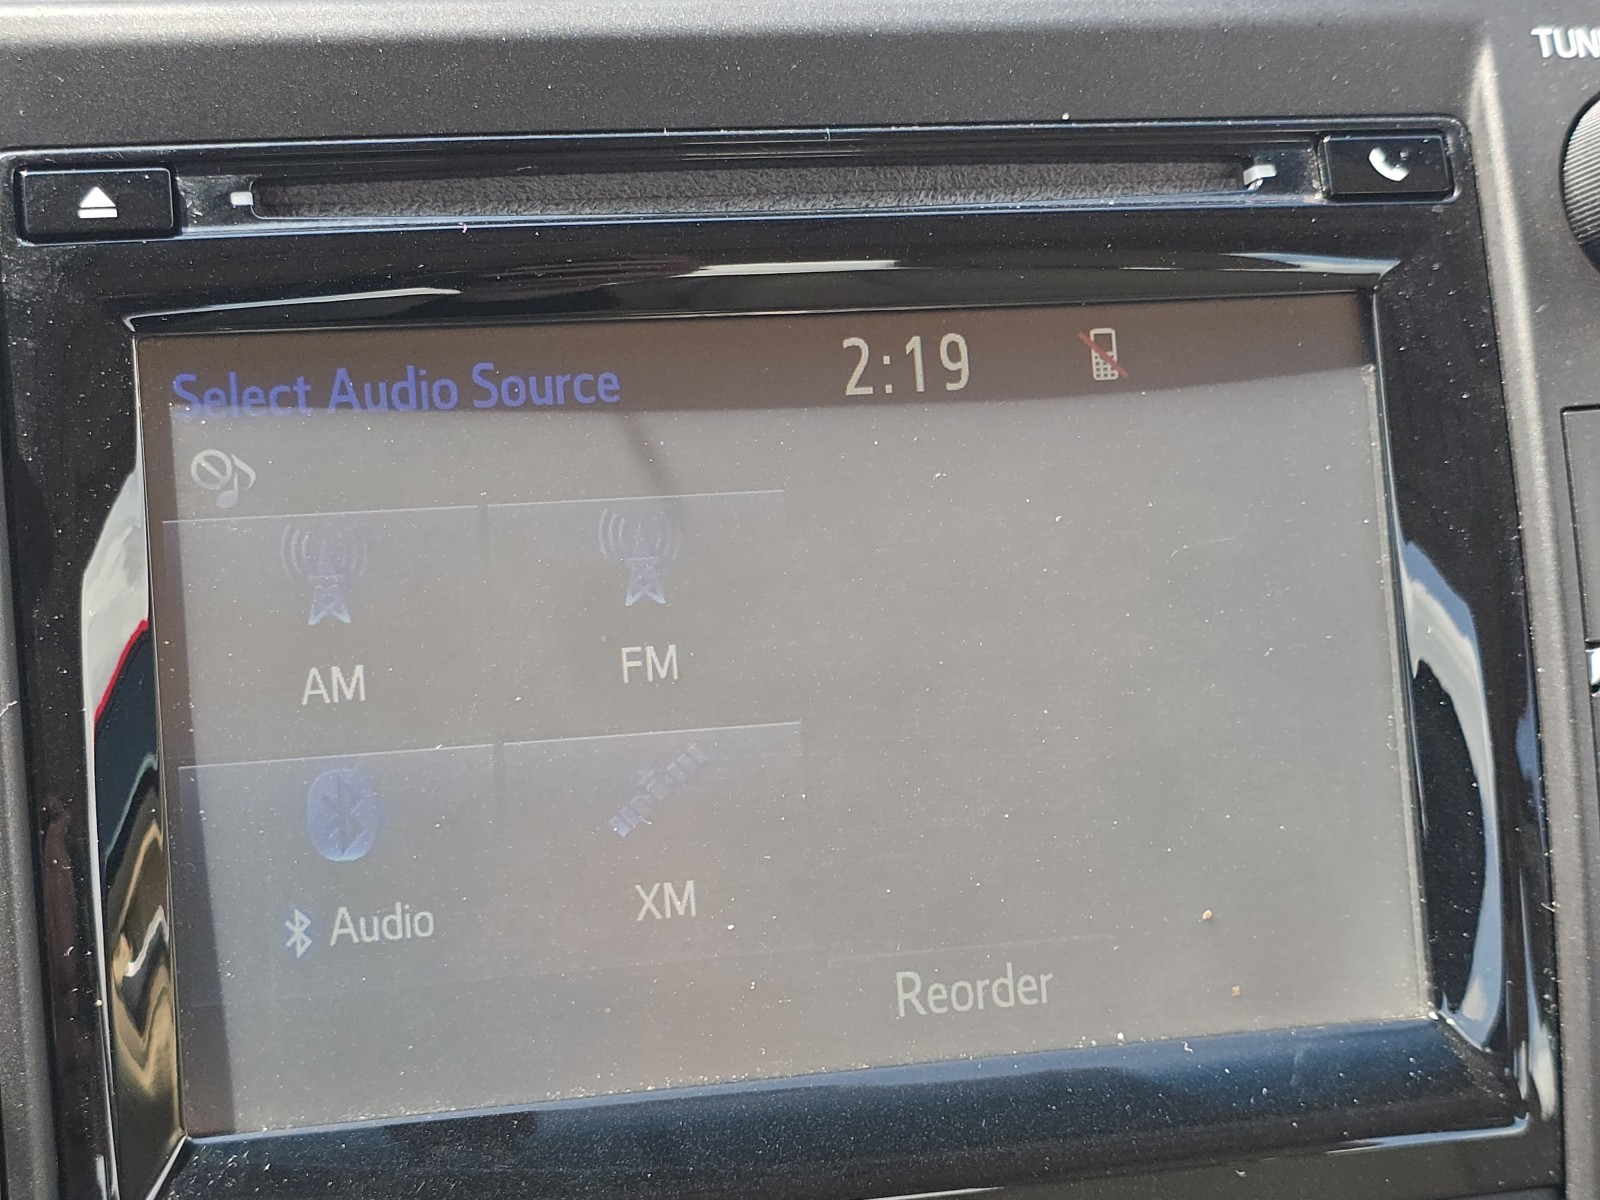 Select Audio Source
2:19
AM
FM
Audio
XM
Reorder